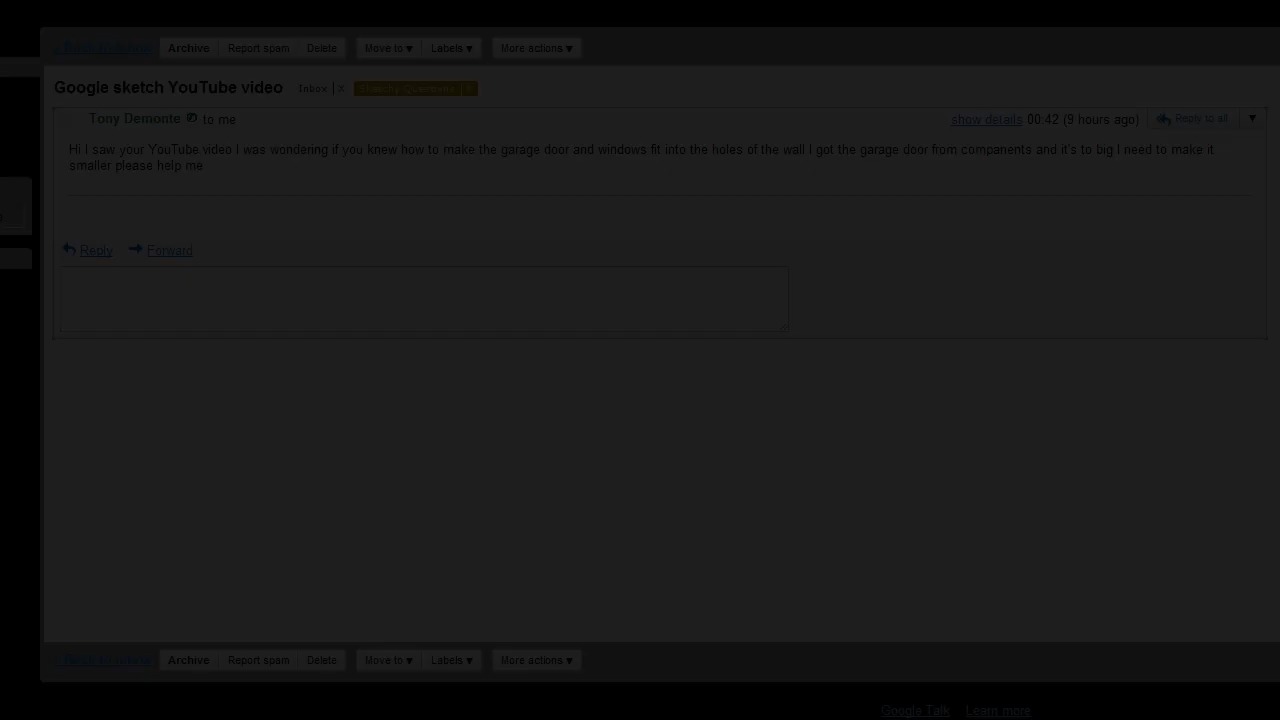 Archive Report spam Delete Move to ▼ Labels ▼ More actions ▼
Google sketch YouTube video Inbox | X
Tony Demonte to me show details 00:42 (9 hours ago) Reply to all ▼
Hi I saw your YouTube video I was wondering if you knew how to make the garage door and windows fit into the holes of the wall I got the garage door from companents and it's to big I need to make it
smaller please help me
Reply Forward
Archive Report spam Delete Move to ▼ Labels ▼ More actions ▼
Google Talk Learn more